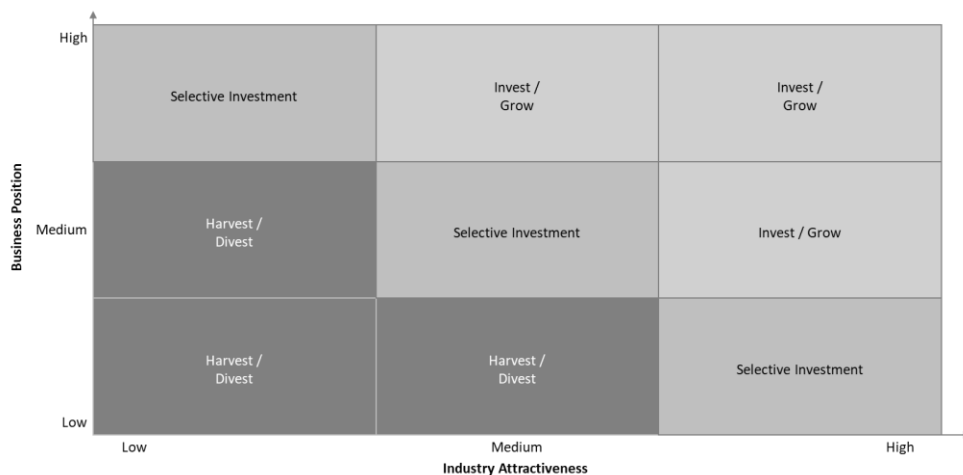 High
Selective Investment
Invest /
Grow
Invest /
Grow
Business Position
Medium
Harvest /
Divest
Selective Investment
Invest / Grow
Harvest /
Divest
Harvest /
Divest
Selective Investment
Low
Low
Medium
High
Industry Attractiveness